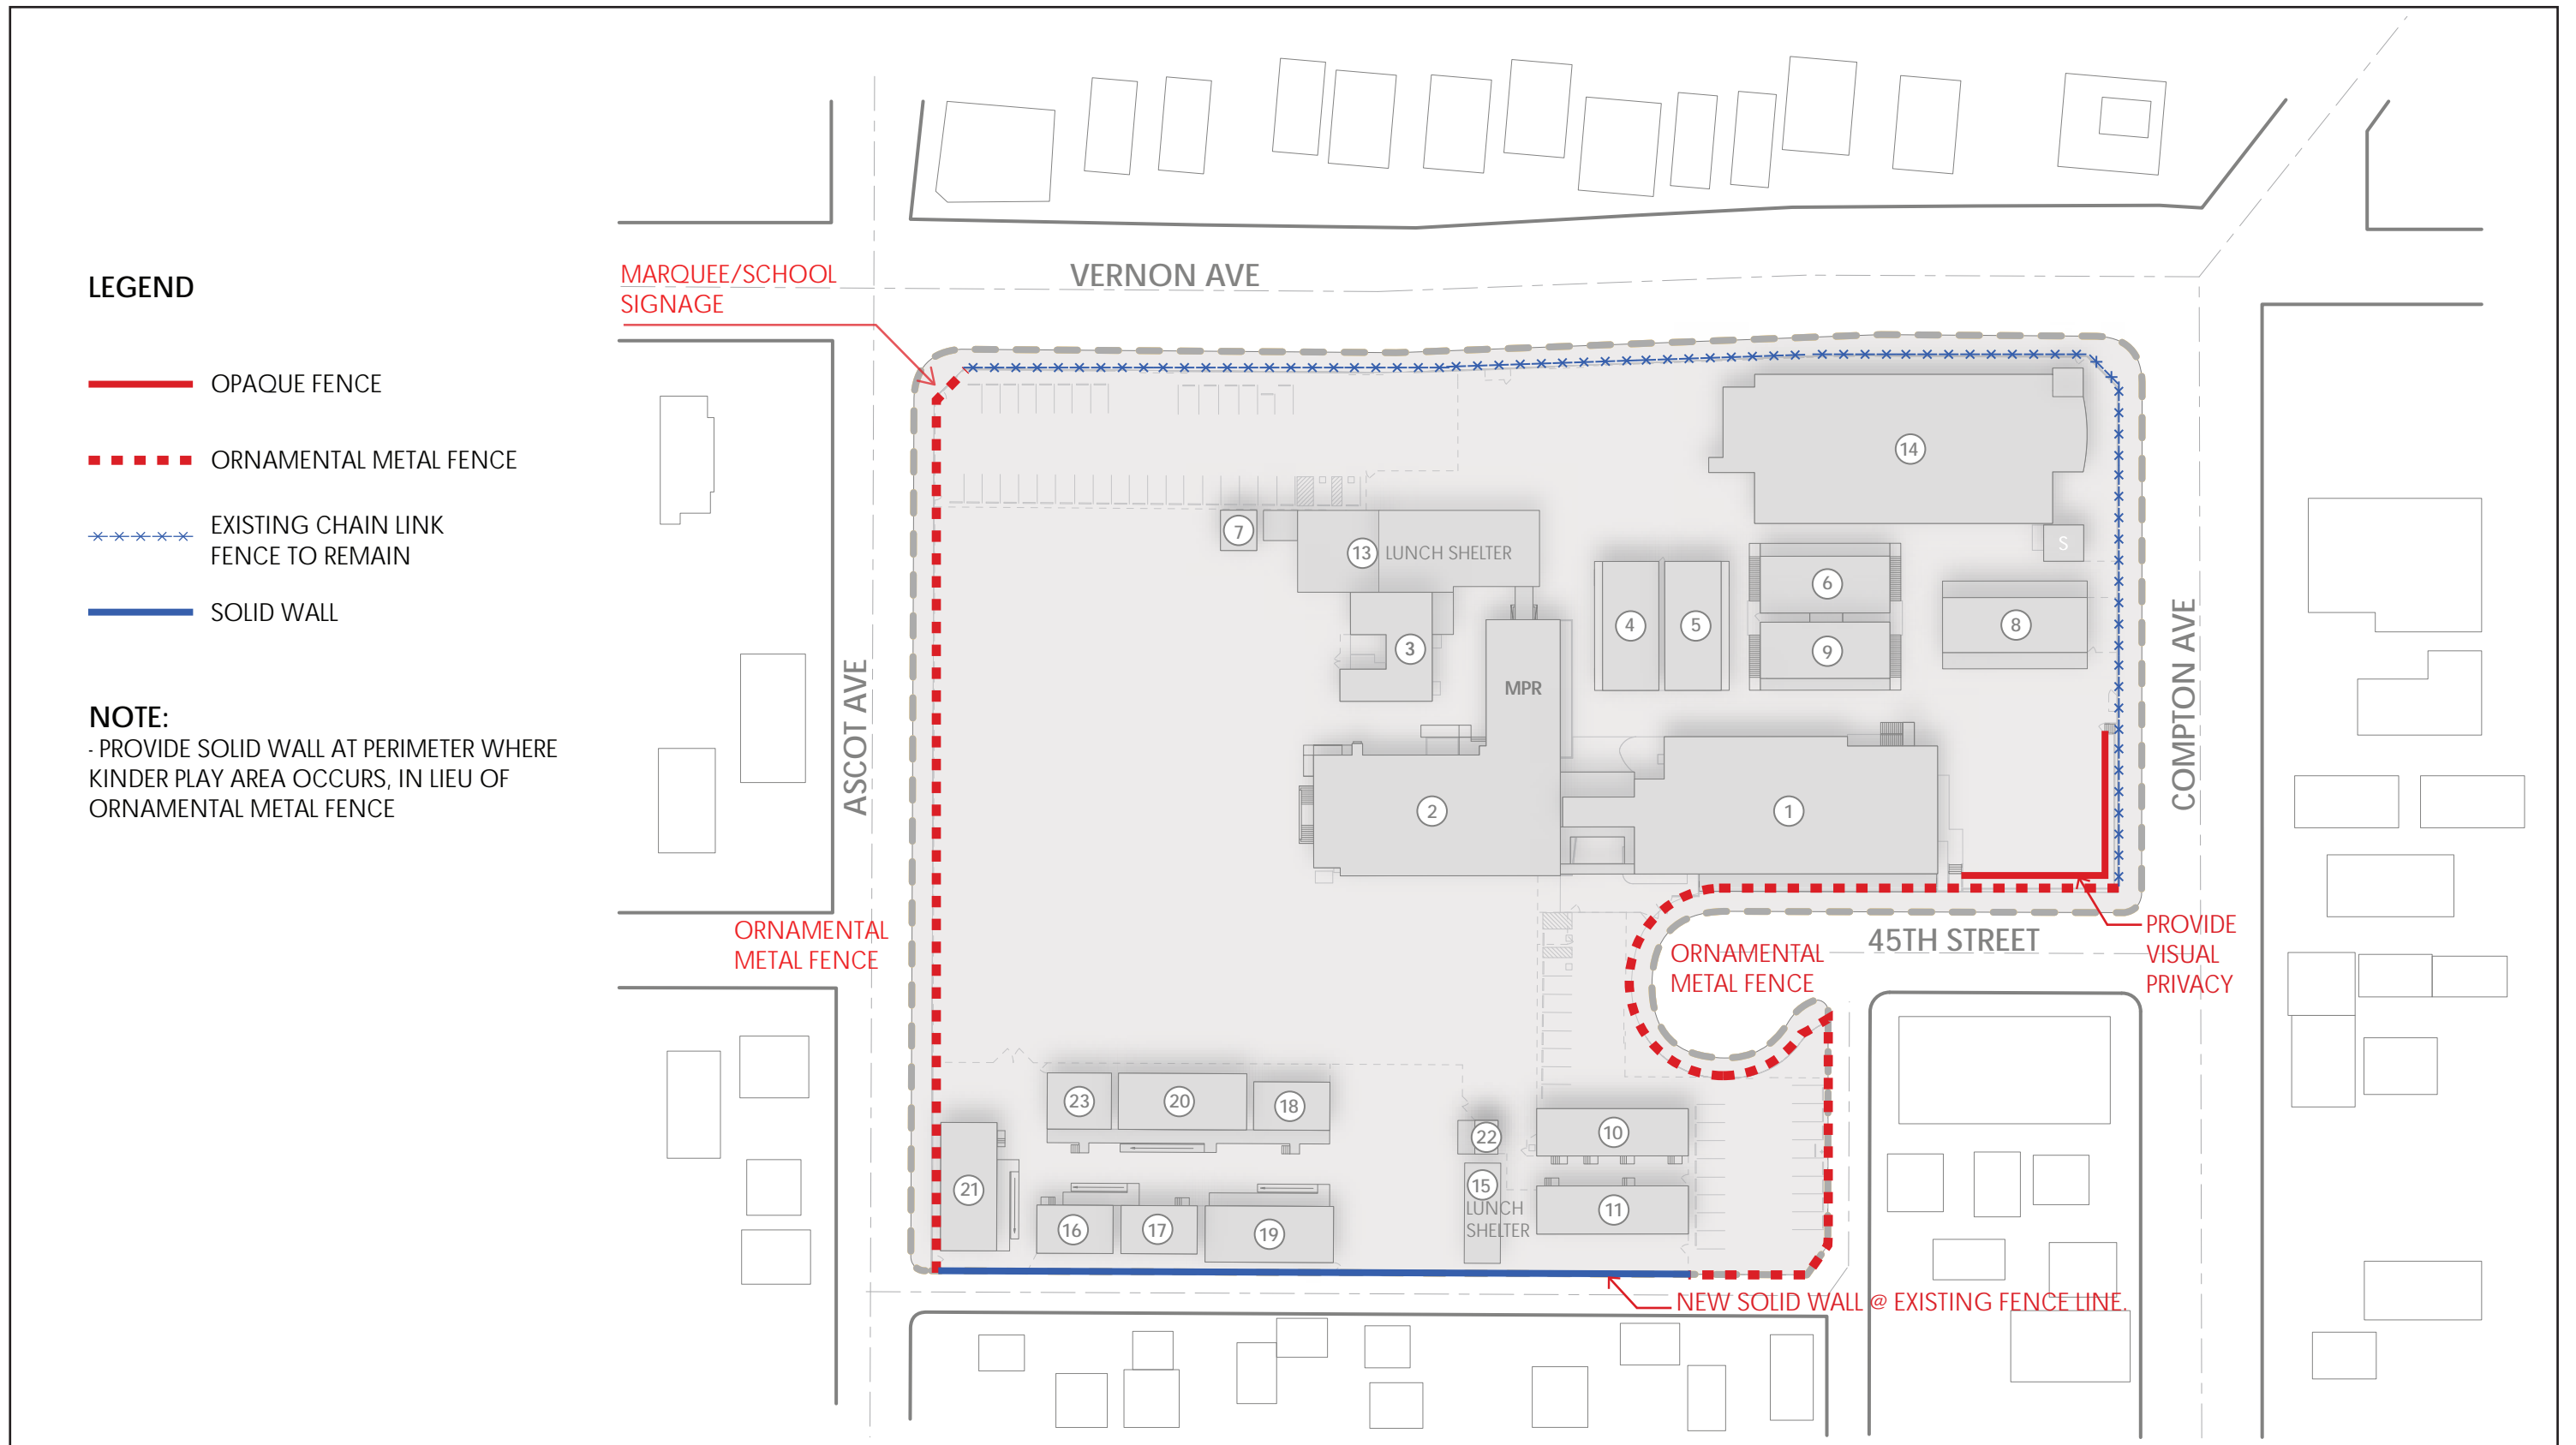 LEGEND
OPAQUE FENCE
ORNAMENTAL METAL FENCE
EXISTING CHAIN LINK
FENCE TO REMAIN
SOLID WALL
NOTE:
- PROVIDE SOLID WALL AT PERIMETER WHERE
KINDER PLAY AREA OCCURS, IN LIEU OF
ORNAMENTAL METAL FENCE
MARQUEE/SCHOOL
SIGNAGE
VERNON AVE
14
7
13
LUNCH SHELTER
S
6
4
5
8
3
9
MPR
ASCOT AVE
COMPTON AVE
2
1
ORNAMENTAL
METAL FENCE
ORNAMENTAL
METAL FENCE
45TH STREET
PROVIDE
VISUAL
PRIVACY
23
20
18
22
10
21
15
LUNCH
SHELTER
11
16
17
19
NEW SOLID WALL @ EXISTING FENCE LINE.